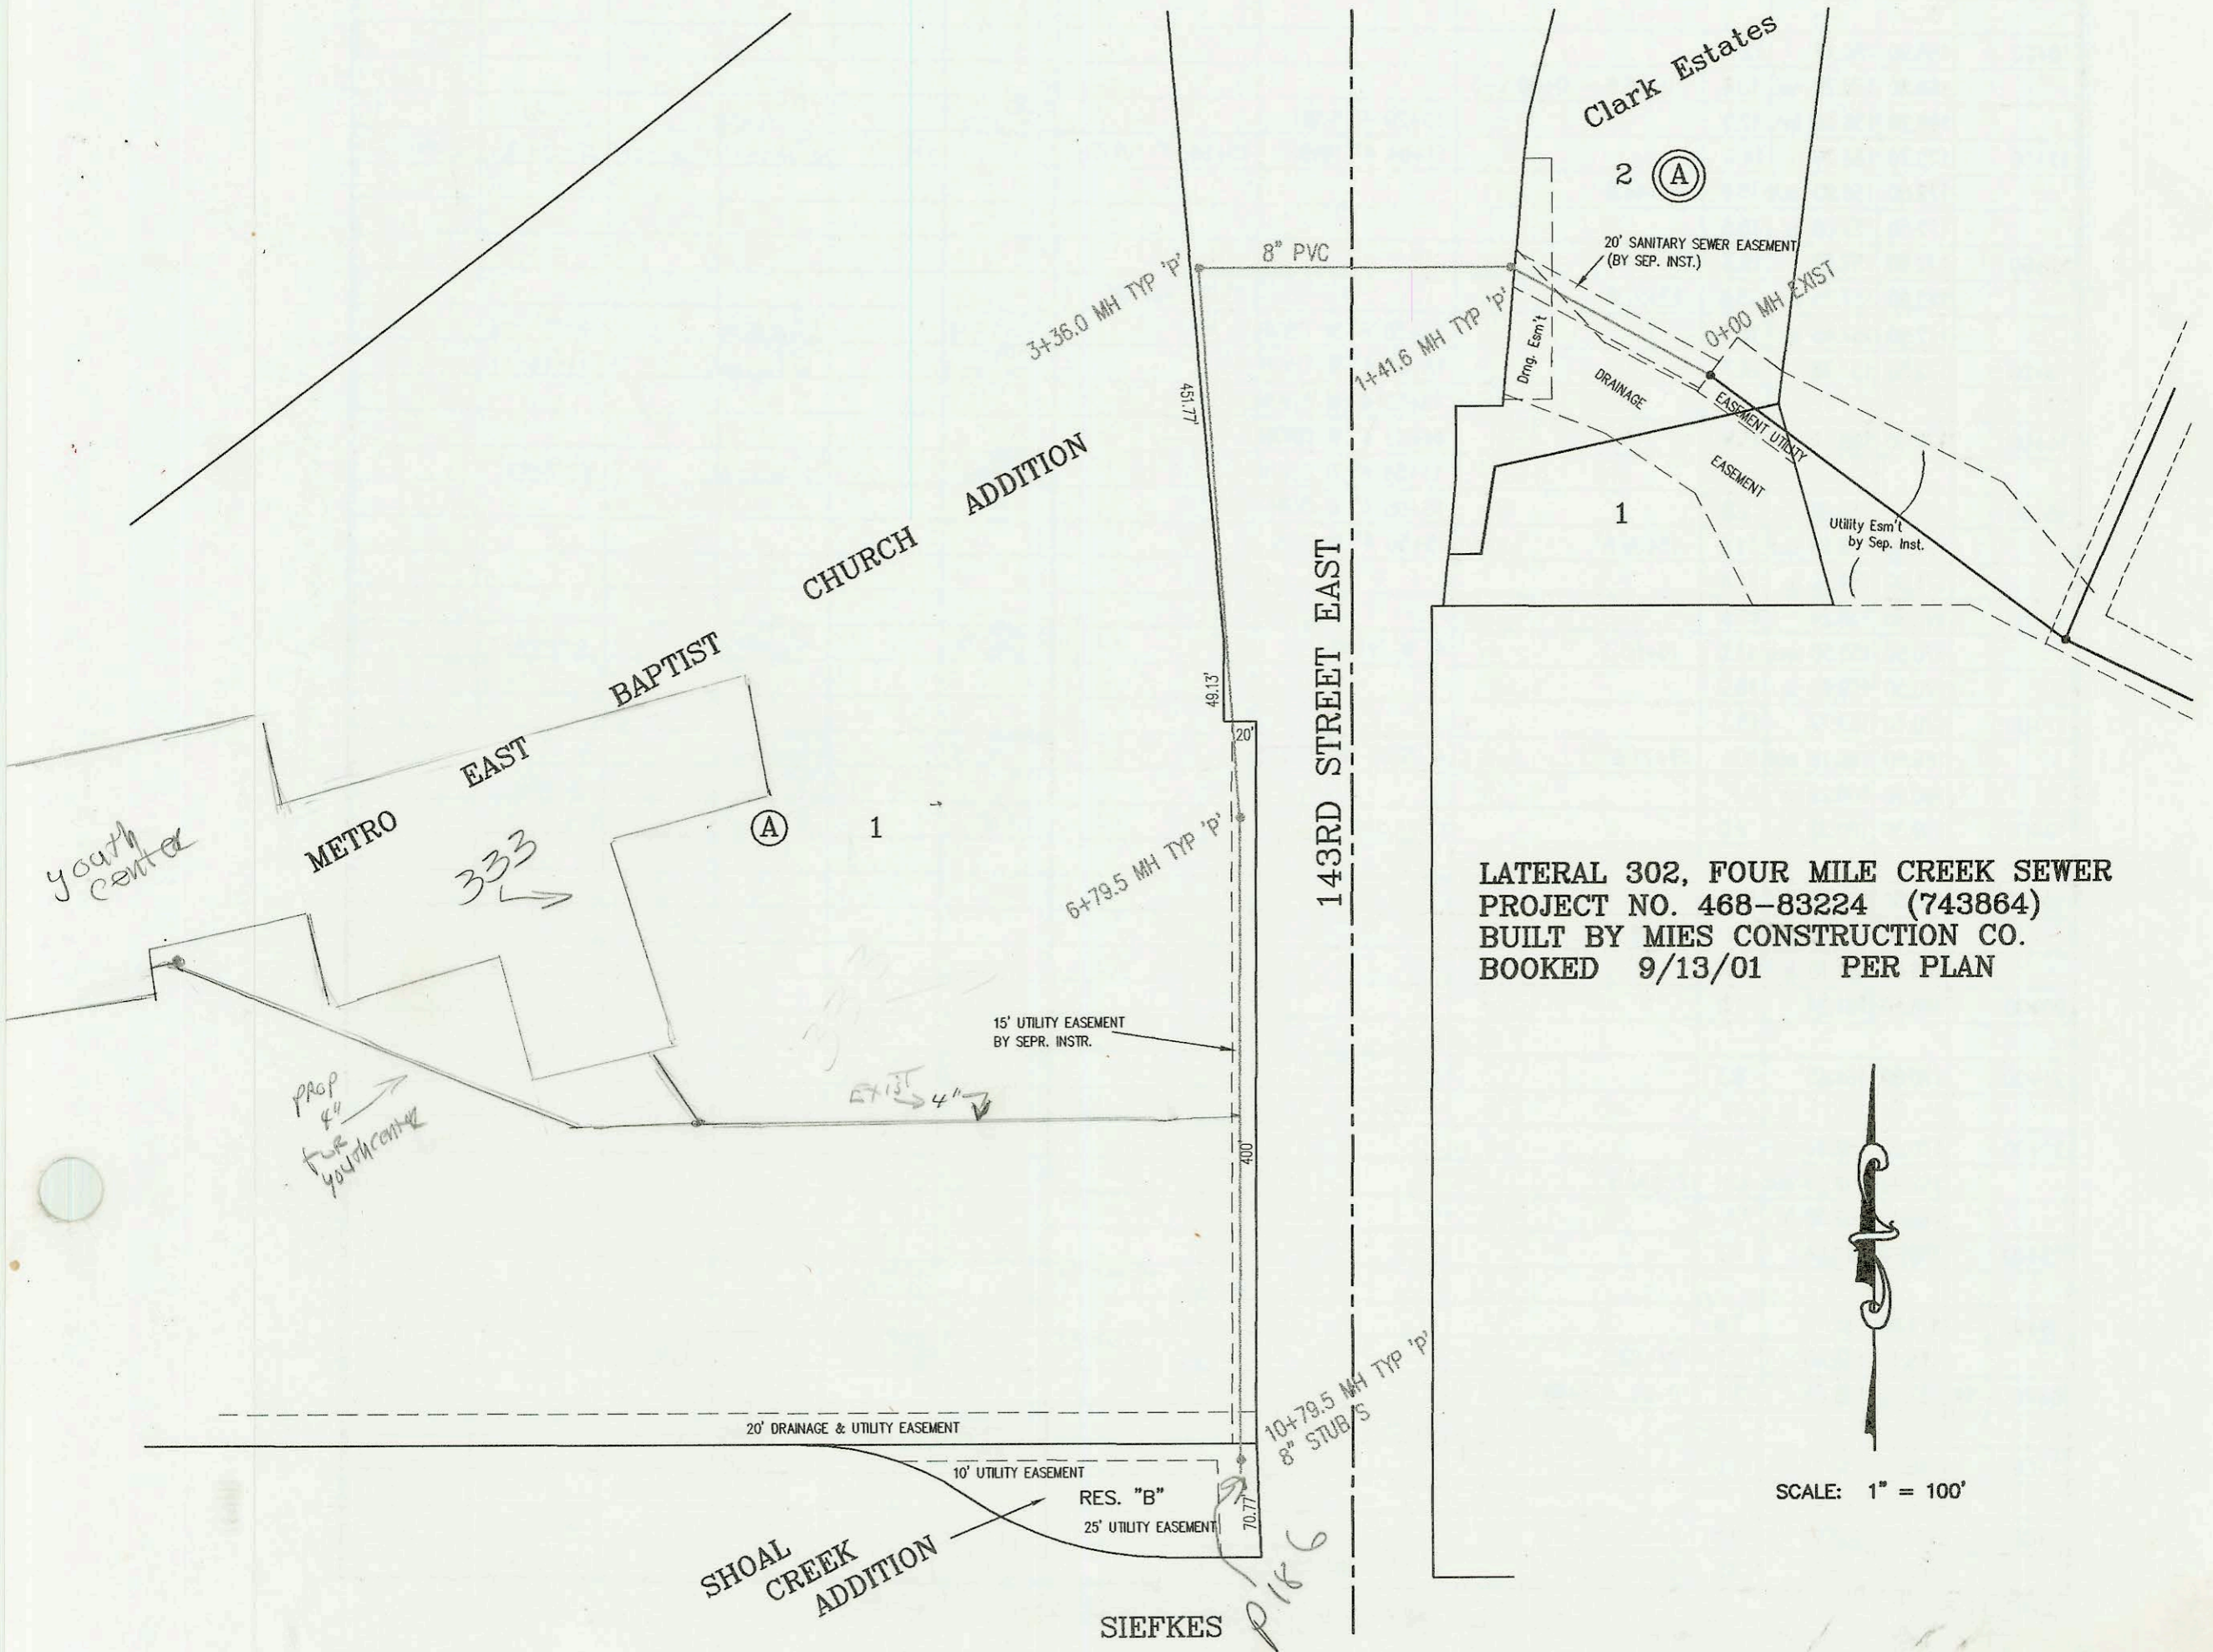 Clark Estates
2 A
20' SANITARY SEWER EASEMENT
(BY SEP. INST.)
8" PVC
3+36.0 MH TYP 'P'
1+41.6 MH TYP 'P'
0+00 MH EXIST
Drng. Esm't
DRAINAGE
EASEMENT UTILITY
EASEMENT
451.77'
1
Utility Esm't
by Sep. Inst.
METRO EAST BAPTIST CHURCH ADDITION
49.13'
20'
143RD STREET EAST
youth
center
333
A 1
6+79.5 MH TYP 'P'
LATERAL 302, FOUR MILE CREEK SEWER
PROJECT NO. 468-83224 (743864)
BUILT BY MIES CONSTRUCTION CO.
BOOKED 9/13/01 PER PLAN
15' UTILITY EASEMENT
BY SEPR. INSTR.
PROP
4"
FOR
youth center
EXIST 4"
400'
10+79.5 MH TYP 'P'
8" STUB S
20' DRAINAGE & UTILITY EASEMENT
10' UTILITY EASEMENT
RES. "B"
25' UTILITY EASEMENT
70.77'
SCALE: 1" = 100'
SHOAL
CREEK
ADDITION
P186
SIEFKES